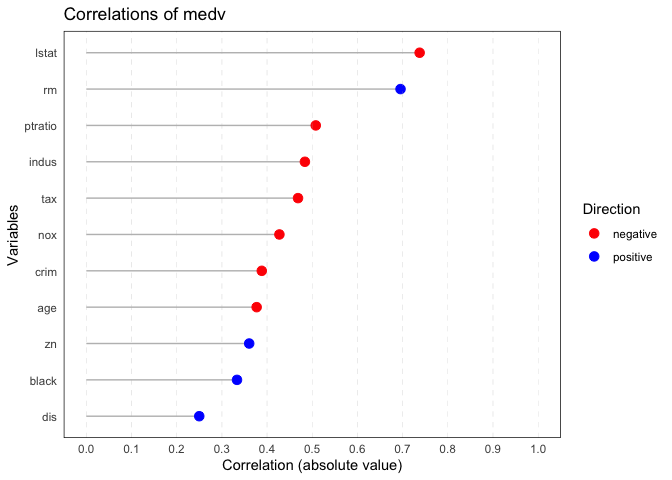 Correlations of medv
Variables
lstat
rm
ptratio
indus
tax
nox
crim
age
zn
black
dis
0.0 0.1 0.2 0.3 0.4 0.5 0.6 0.7 0.8 0.9 1.0
Correlation (absolute value)
Direction
negative
positive